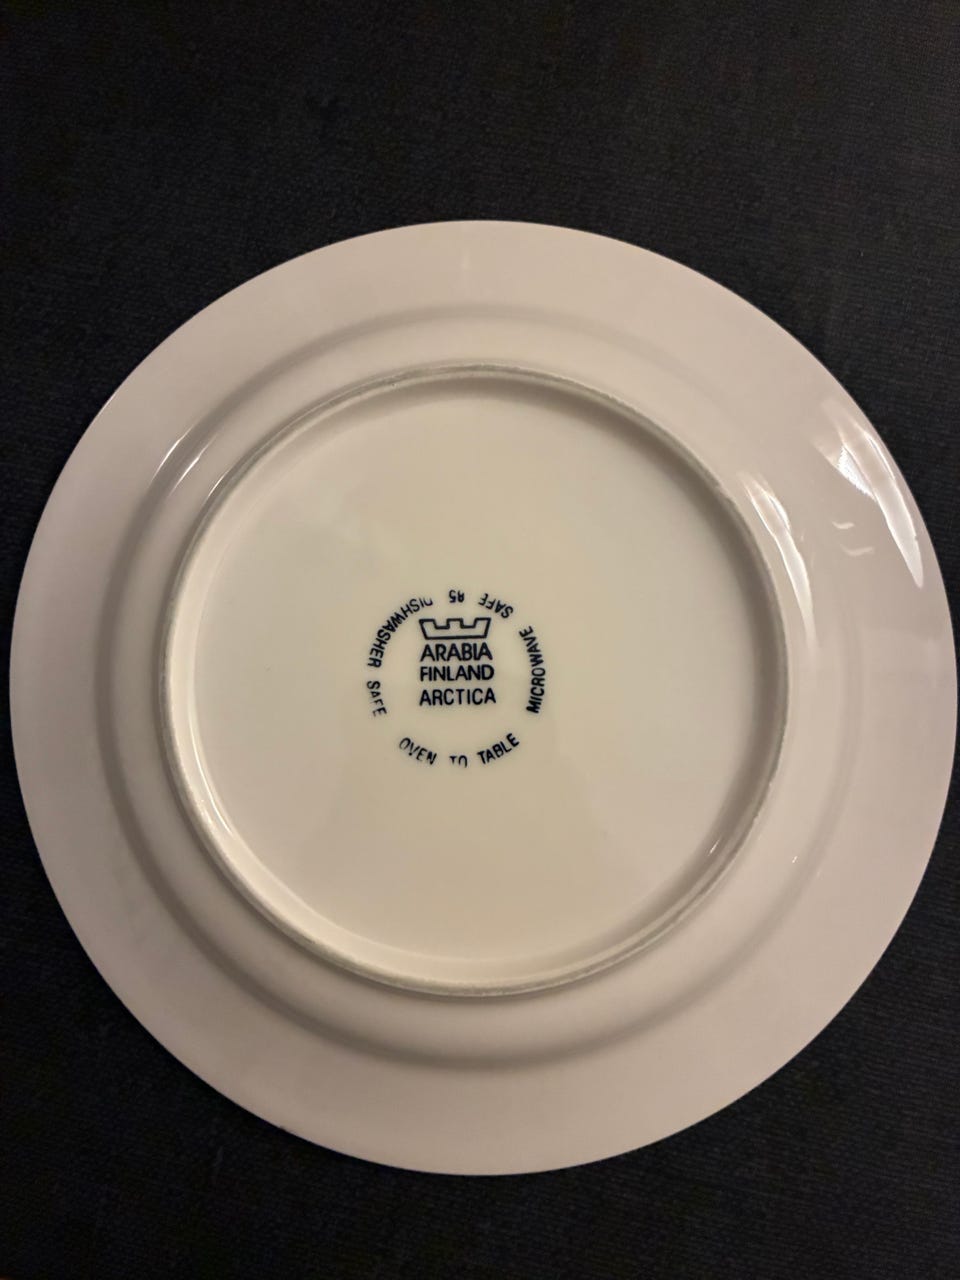 ARABIA
FINLAND
ARCTICA
DISHWASHER SAFE OVEN TO TABLE MICROWAVE SAFE 85